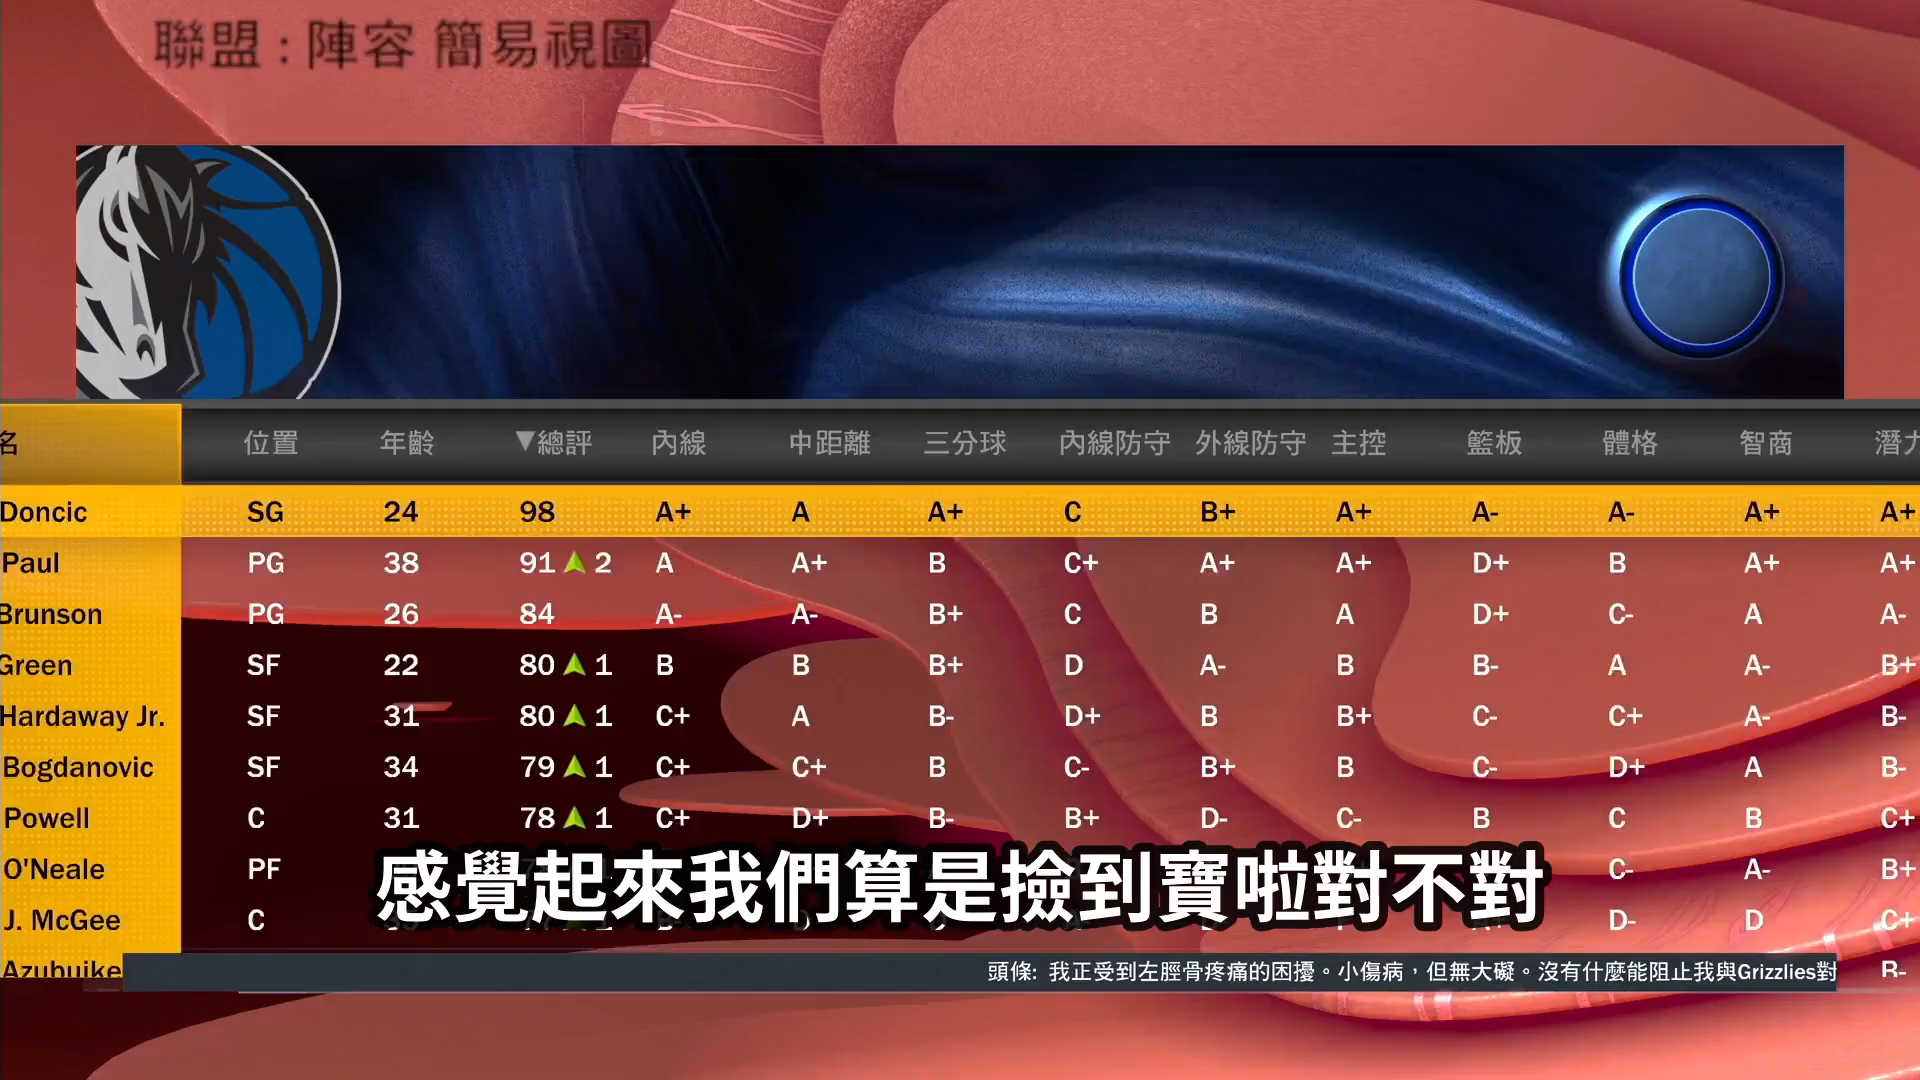 聯盟 : 陣容 簡易視圖
名 位置 年齡 ▼總評 內線 中距離 三分球 內線防守 外線防守 主控 籃板 體格 智商 潛力
Doncic SG 24 98 A+ A A+ C B+ A+ A- A- A+ A+
Paul PG 38 91 ▲ 2 A A+ B C+ A+ A+ D+ B A+ A+
Brunson PG 26 84 A- A- B+ C B A D+ C- A A-
Green SF 22 80 ▲ 1 B B B+ D A- B B- A A- B+
Hardaway Jr. SF 31 80 ▲ 1 C+ A B- D+ B B+ C- C+ A- B-
Bogdanovic SF 34 79 ▲ 1 C+ C+ B C- B+ B C- D+ A B-
Powell C 31 78 ▲ 1 C+ D+ B- B+ D- C- B C B C+
O'Neale PF C- A- B+
J. McGee C D- D C+
感覺起來我們算是撿到寶啦對不對
Azubuike B-
頭條: 我正受到左脛骨疼痛的困擾。小傷病，但無大礙。沒有什麼能阻止我與Grizzlies對